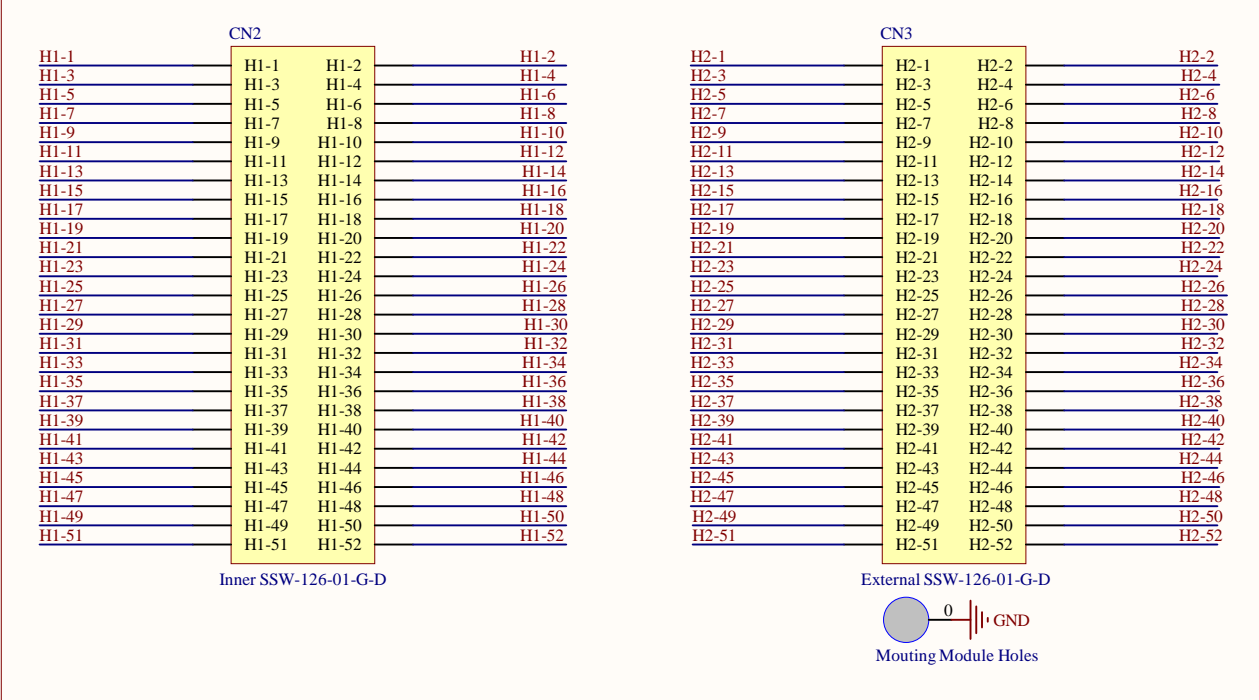 CN2 CN3
H1-1 H1-1 H1-2 H1-2 H2-1 H2-1 H2-2 H2-2
H1-3 H1-3 H1-4 H1-4 H2-3 H2-3 H2-4 H2-4
H1-5 H1-5 H1-6 H1-6 H2-5 H2-5 H2-6 H2-6
H1-7 H1-7 H1-8 H1-8 H2-7 H2-7 H2-8 H2-8
H1-9 H1-9 H1-10 H1-10 H2-9 H2-9 H2-10 H2-10
H1-11 H1-11 H1-12 H1-12 H2-11 H2-11 H2-12 H2-12
H1-13 H1-13 H1-14 H1-14 H2-13 H2-13 H2-14 H2-14
H1-15 H1-15 H1-16 H1-16 H2-15 H2-15 H2-16 H2-16
H1-17 H1-17 H1-18 H1-18 H2-17 H2-17 H2-18 H2-18
H1-19 H1-19 H1-20 H1-20 H2-19 H2-19 H2-20 H2-20
H1-21 H1-21 H1-22 H1-22 H2-21 H2-21 H2-22 H2-22
H1-23 H1-23 H1-24 H1-24 H2-23 H2-23 H2-24 H2-24
H1-25 H1-25 H1-26 H1-26 H2-25 H2-25 H2-26 H2-26
H1-27 H1-27 H1-28 H1-28 H2-27 H2-27 H2-28 H2-28
H1-29 H1-29 H1-30 H1-30 H2-29 H2-29 H2-30 H2-30
H1-31 H1-31 H1-32 H1-32 H2-31 H2-31 H2-32 H2-32
H1-33 H1-33 H1-34 H1-34 H2-33 H2-33 H2-34 H2-34
H1-35 H1-35 H1-36 H1-36 H2-35 H2-35 H2-36 H2-36
H1-37 H1-37 H1-38 H1-38 H2-37 H2-37 H2-38 H2-38
H1-39 H1-39 H1-40 H1-40 H2-39 H2-39 H2-40 H2-40
H1-41 H1-41 H1-42 H1-42 H2-41 H2-41 H2-42 H2-42
H1-43 H1-43 H1-44 H1-44 H2-43 H2-43 H2-44 H2-44
H1-45 H1-45 H1-46 H1-46 H2-45 H2-45 H2-46 H2-46
H1-47 H1-47 H1-48 H1-48 H2-47 H2-47 H2-48 H2-48
H1-49 H1-49 H1-50 H1-50 H2-49 H2-49 H2-50 H2-50
H1-51 H1-51 H1-52 H1-52 H2-51 H2-51 H2-52 H2-52
Inner SSW-126-01-G-D External SSW-126-01-G-D
0 GND
Mouting Module Holes